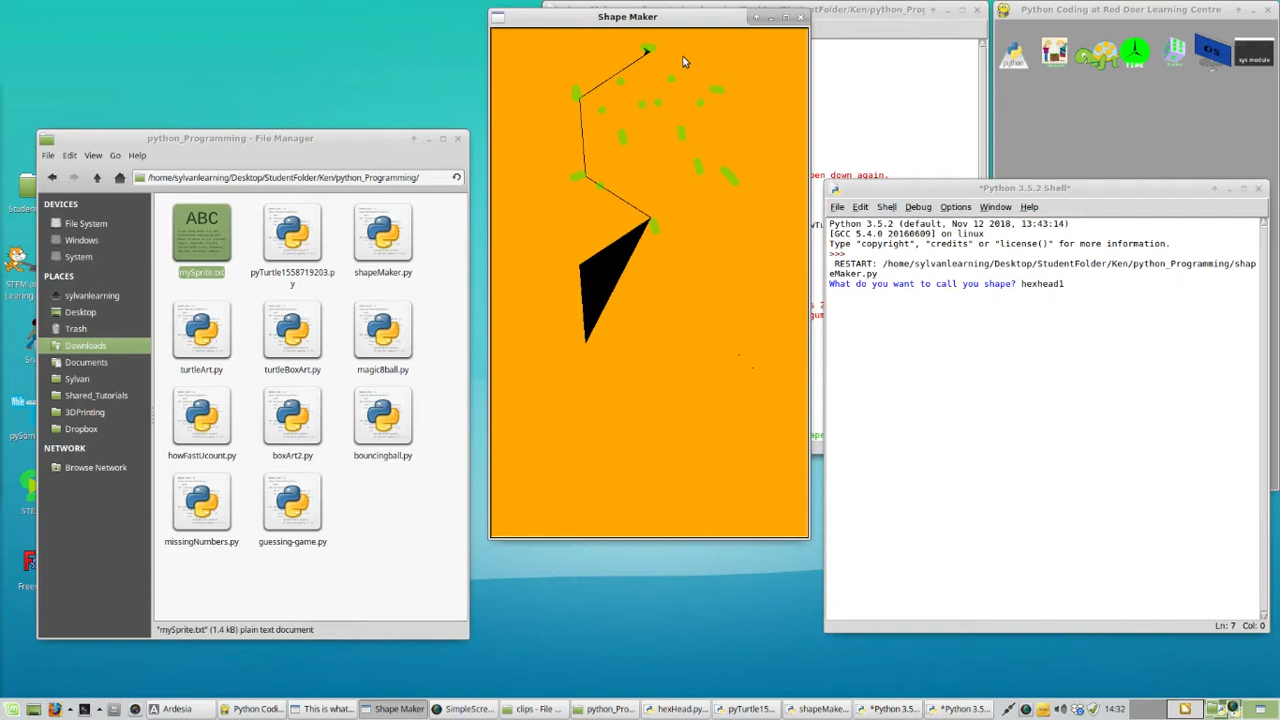 Shape Maker
Python Coding at Red Deer Learning Centre
TIME
OS
sys module
python_Programming - File Manager
File Edit View Go Help
/home/sylvanlearning/Desktop/StudentFolder/Ken/python_Programming/
DEVICES
File System
Windows
System
PLACES
sylvanlearning
Desktop
Trash
Downloads
Documents
Sylvan
Shared_Tutorials
3DPrinting
Dropbox
NETWORK
Browse Network
ABC
mySprite.txt
pyTurtle1558719203.py
shapeMaker.py
turtleArt.py
turtleBoxArt.py
magic8ball.py
howFastUcount.py
boxArt2.py
bouncingball.py
missingNumbers.py
guessing-game.py
"mySprite.txt" (1.4 kB) plain text document
pen down again.
*Python 3.5.2 Shell*
File Edit Shell Debug Options Window Help
Python 3.5.2 (default, Nov 12 2018, 13:43:14)
[GCC 5.4.0 20160609] on linux
Type "copyright", "credits" or "license()" for more information.
>>>
RESTART: /home/sylvanlearning/Desktop/StudentFolder/Ken/python_Programming/shap
eMaker.py
What do you want to call you shape? hexhead1
Ln: 7 Col: 0
Ardesia
Python Codi...
This is what...
Shape Maker
SimpleScre...
clips - File ...
python_Pro...
hexHead.py...
pyTurtle15...
shapeMake...
*Python 3.5...
*Python 3.5...
14:32